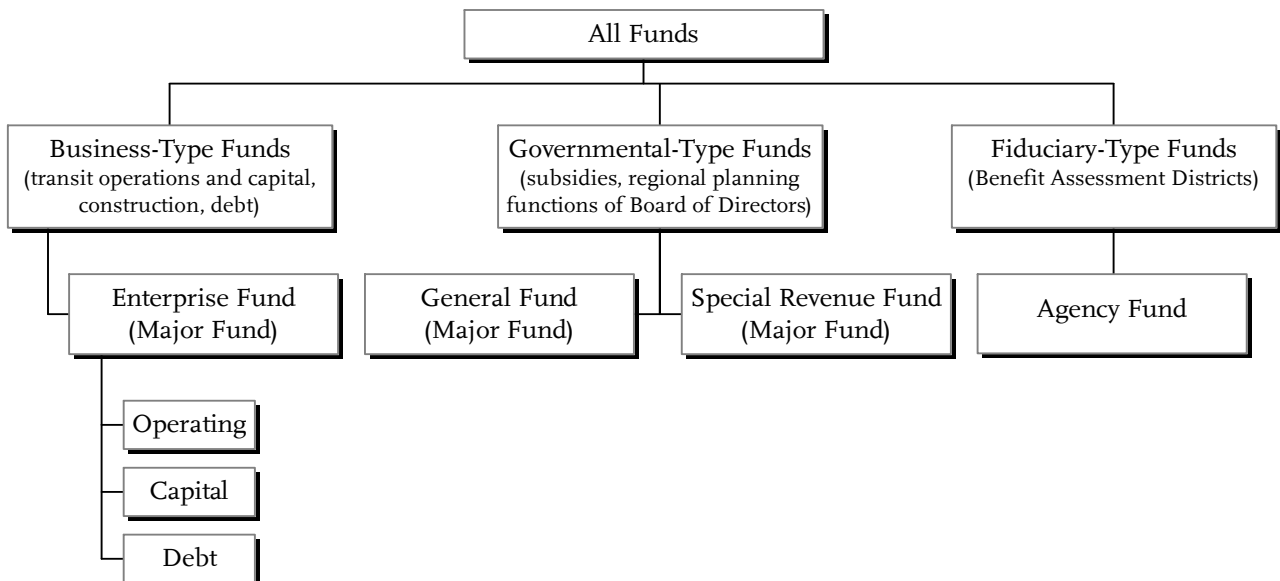 All Funds
Business-Type Funds
(transit operations and capital,
construction, debt)
Governmental-Type Funds
(subsidies, regional planning
functions of Board of Directors)
Fiduciary-Type Funds
(Benefit Assessment Districts)
Enterprise Fund
(Major Fund)
General Fund
(Major Fund)
Special Revenue Fund
(Major Fund)
Agency Fund
Operating
Capital
Debt